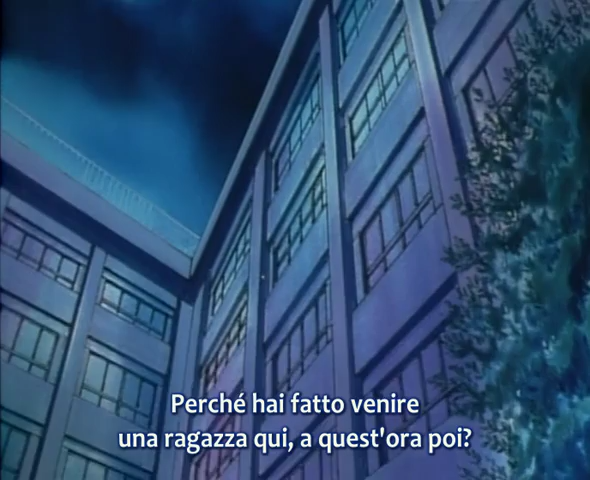 Perché hai fatto venire
una ragazza qui, a quest'ora poi?